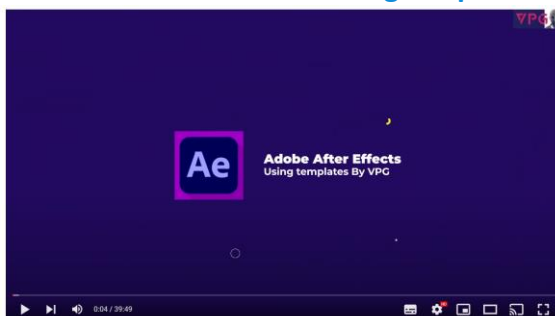 VPG
Ae
Adobe After Effects
Using templates By VPG
0:04 / 39:49